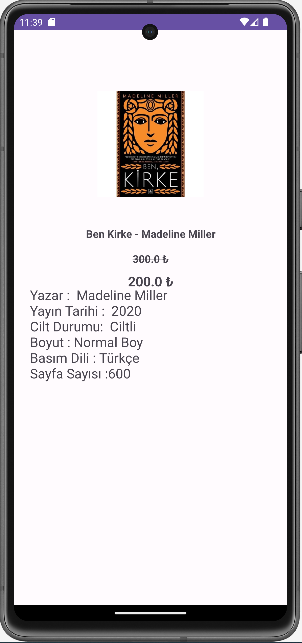 11:39
MADELINE MILLER
BEN,
KİRKE
Ben Kirke - Madeline Miller
300.0 ₺
200.0 ₺
Yazar :  Madeline Miller
Yayın Tarihi :  2020
Cilt Durumu:  Ciltli
Boyut : Normal Boy
Basım Dili : Türkçe
Sayfa Sayısı :600